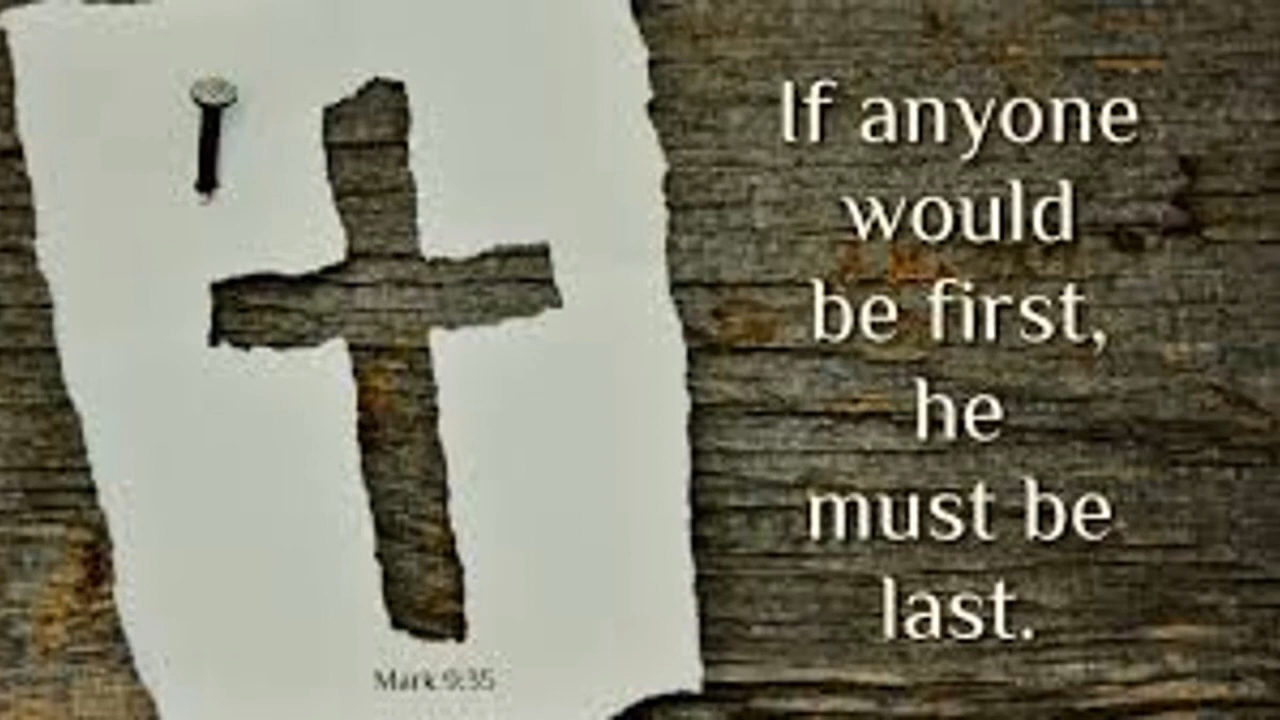 If anyone
would
be first,
he
must be
last.
Mark 9:35